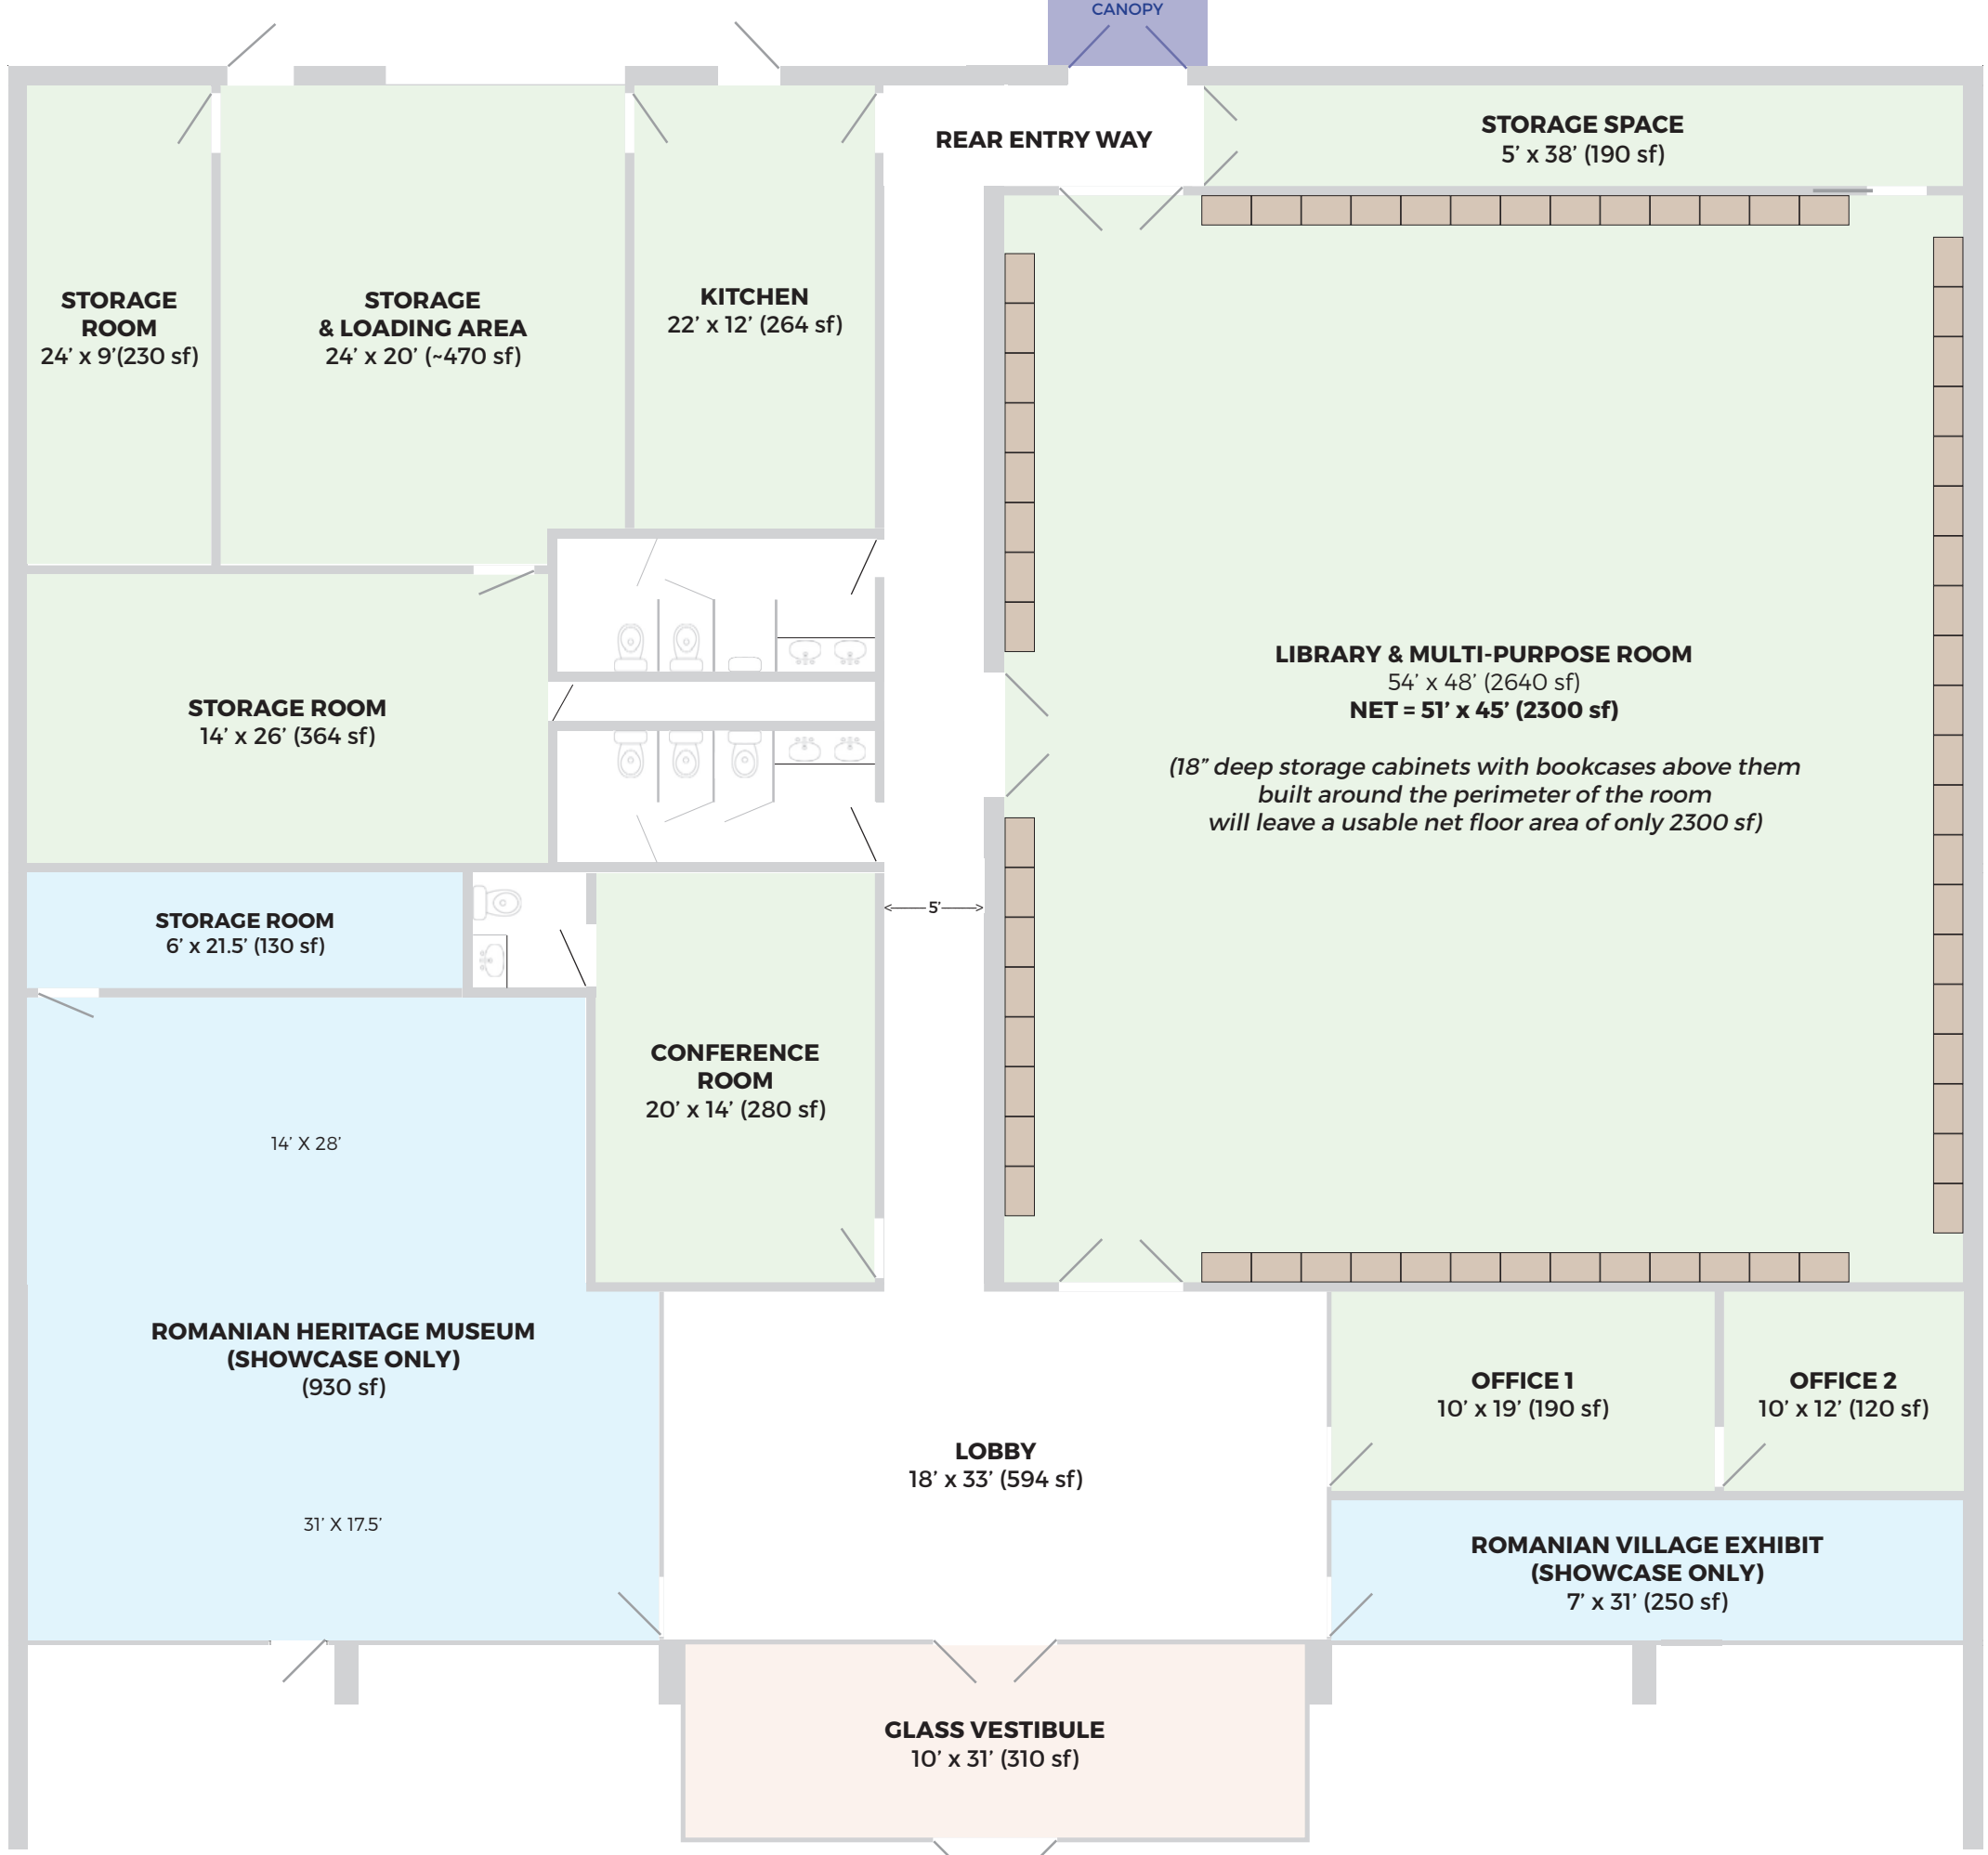 CANOPY
REAR ENTRY WAY
STORAGE SPACE
5’ x 38’ (190 sf)
STORAGE
ROOM
24’ x 9’(230 sf)
STORAGE
& LOADING AREA
24’ x 20’ (~470 sf)
KITCHEN
22’ x 12’ (264 sf)
LIBRARY & MULTI-PURPOSE ROOM
54’ x 48’ (2640 sf)
NET = 51’ x 45’ (2300 sf)
(18” deep storage cabinets with bookcases above them
built around the perimeter of the room
will leave a usable net floor area of only 2300 sf)
STORAGE ROOM
14’ x 26’ (364 sf)
STORAGE ROOM
6’ x 21.5’ (130 sf)
5’
CONFERENCE
ROOM
20’ x 14’ (280 sf)
14’ X 28’
ROMANIAN HERITAGE MUSEUM
(SHOWCASE ONLY)
(930 sf)
31’ X 17.5’
LOBBY
18’ x 33’ (594 sf)
OFFICE 1
10’ x 19’ (190 sf)
OFFICE 2
10’ x 12’ (120 sf)
ROMANIAN VILLAGE EXHIBIT
(SHOWCASE ONLY)
7’ x 31’ (250 sf)
GLASS VESTIBULE
10’ x 31’ (310 sf)